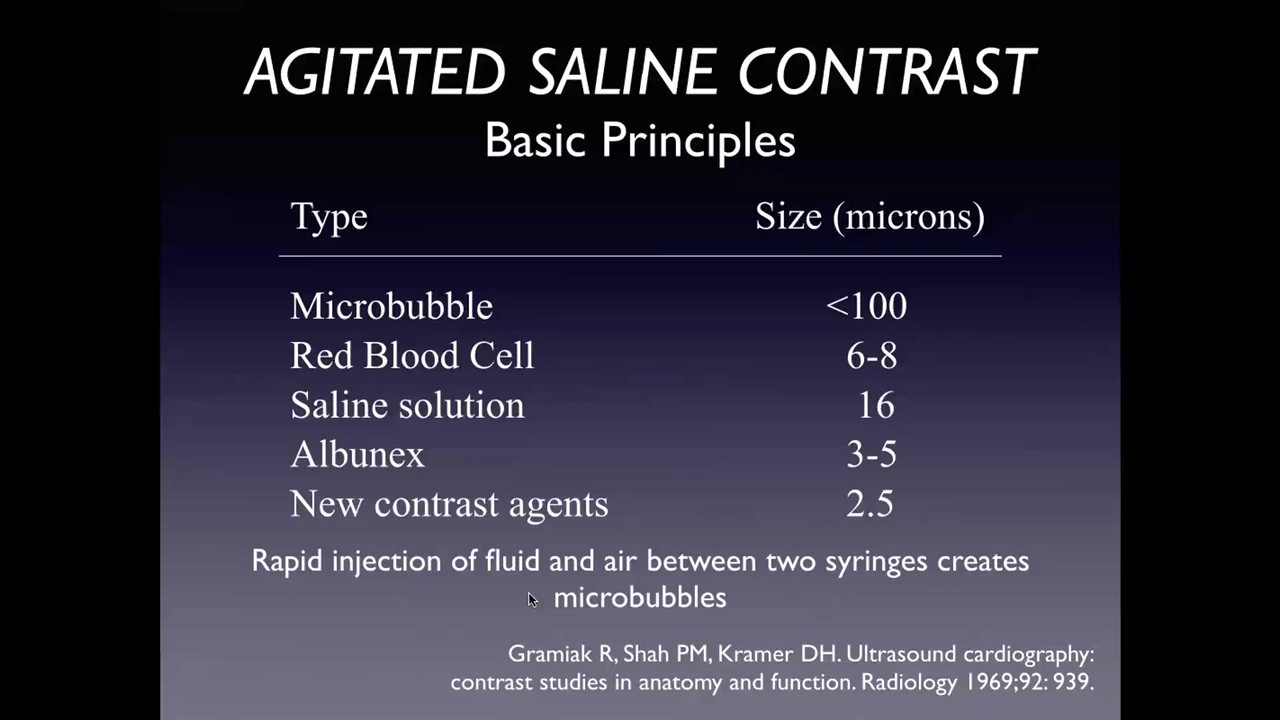 AGITATED SALINE CONTRAST
Basic Principles
Type Size (microns)
Microbubble <100
Red Blood Cell 6-8
Saline solution 16
Albunex 3-5
New contrast agents 2.5
Rapid injection of fluid and air between two syringes creates
microbubbles
Gramiak R, Shah PM, Kramer DH. Ultrasound cardiography:
contrast studies in anatomy and function. Radiology 1969;92: 939.